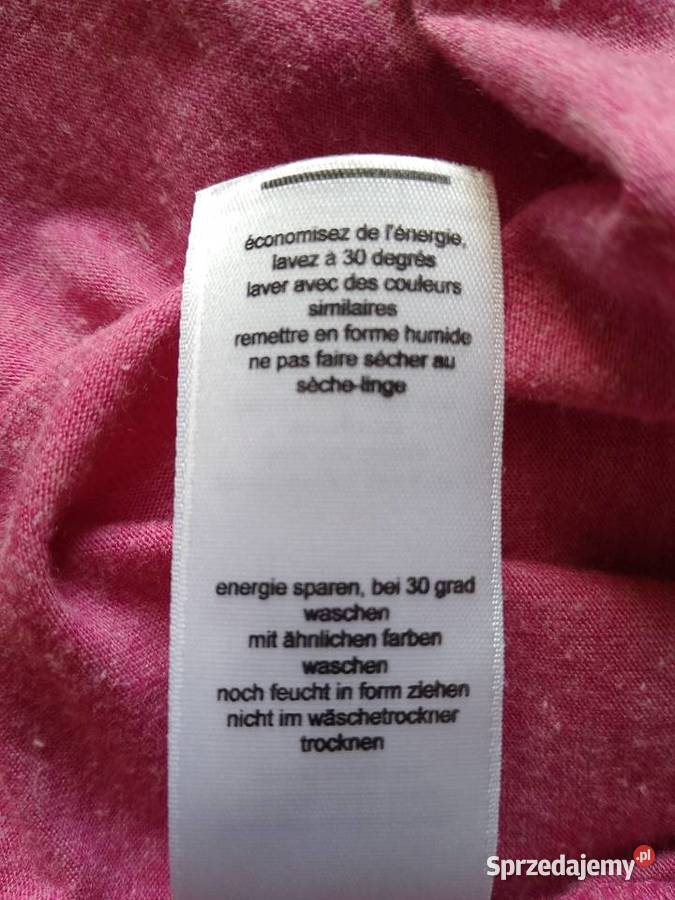 économisez de l'énergie,
lavez à 30 degrés
laver avec des couleurs
similaires
remettre en forme humide
ne pas faire sécher au
sèche-linge
energie sparen, bei 30 grad
waschen
mit ähnlichen farben
waschen
noch feucht in form ziehen
nicht im wäschetrockner
trocknen
Sprzedajemy.pl